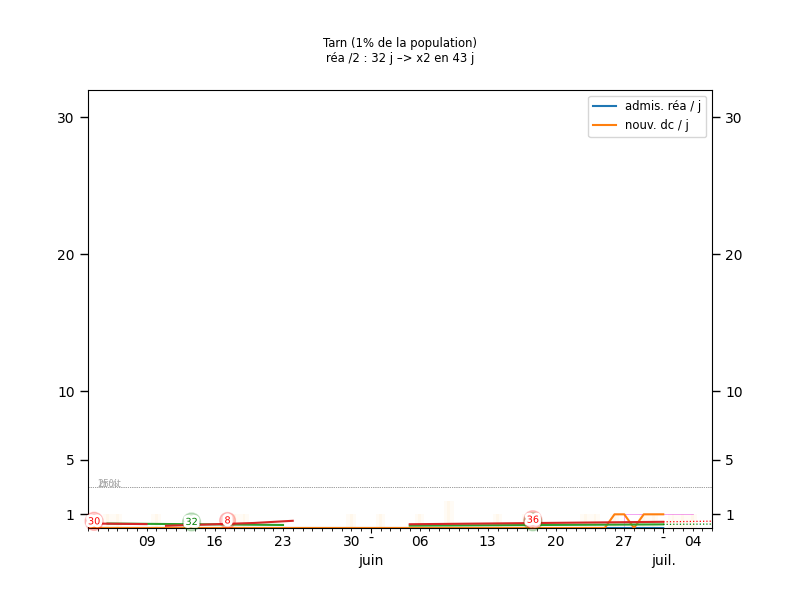 Tarn (1% de la population)
réa /2 : 32 j –> x2 en 43 j
admis. réa / j
nouv. dc / j
30 30
20 20
10 10
5 5
1 1
30 32 8 36
09 16 23 30 - 06 13 20 27 - 04
juin juil.